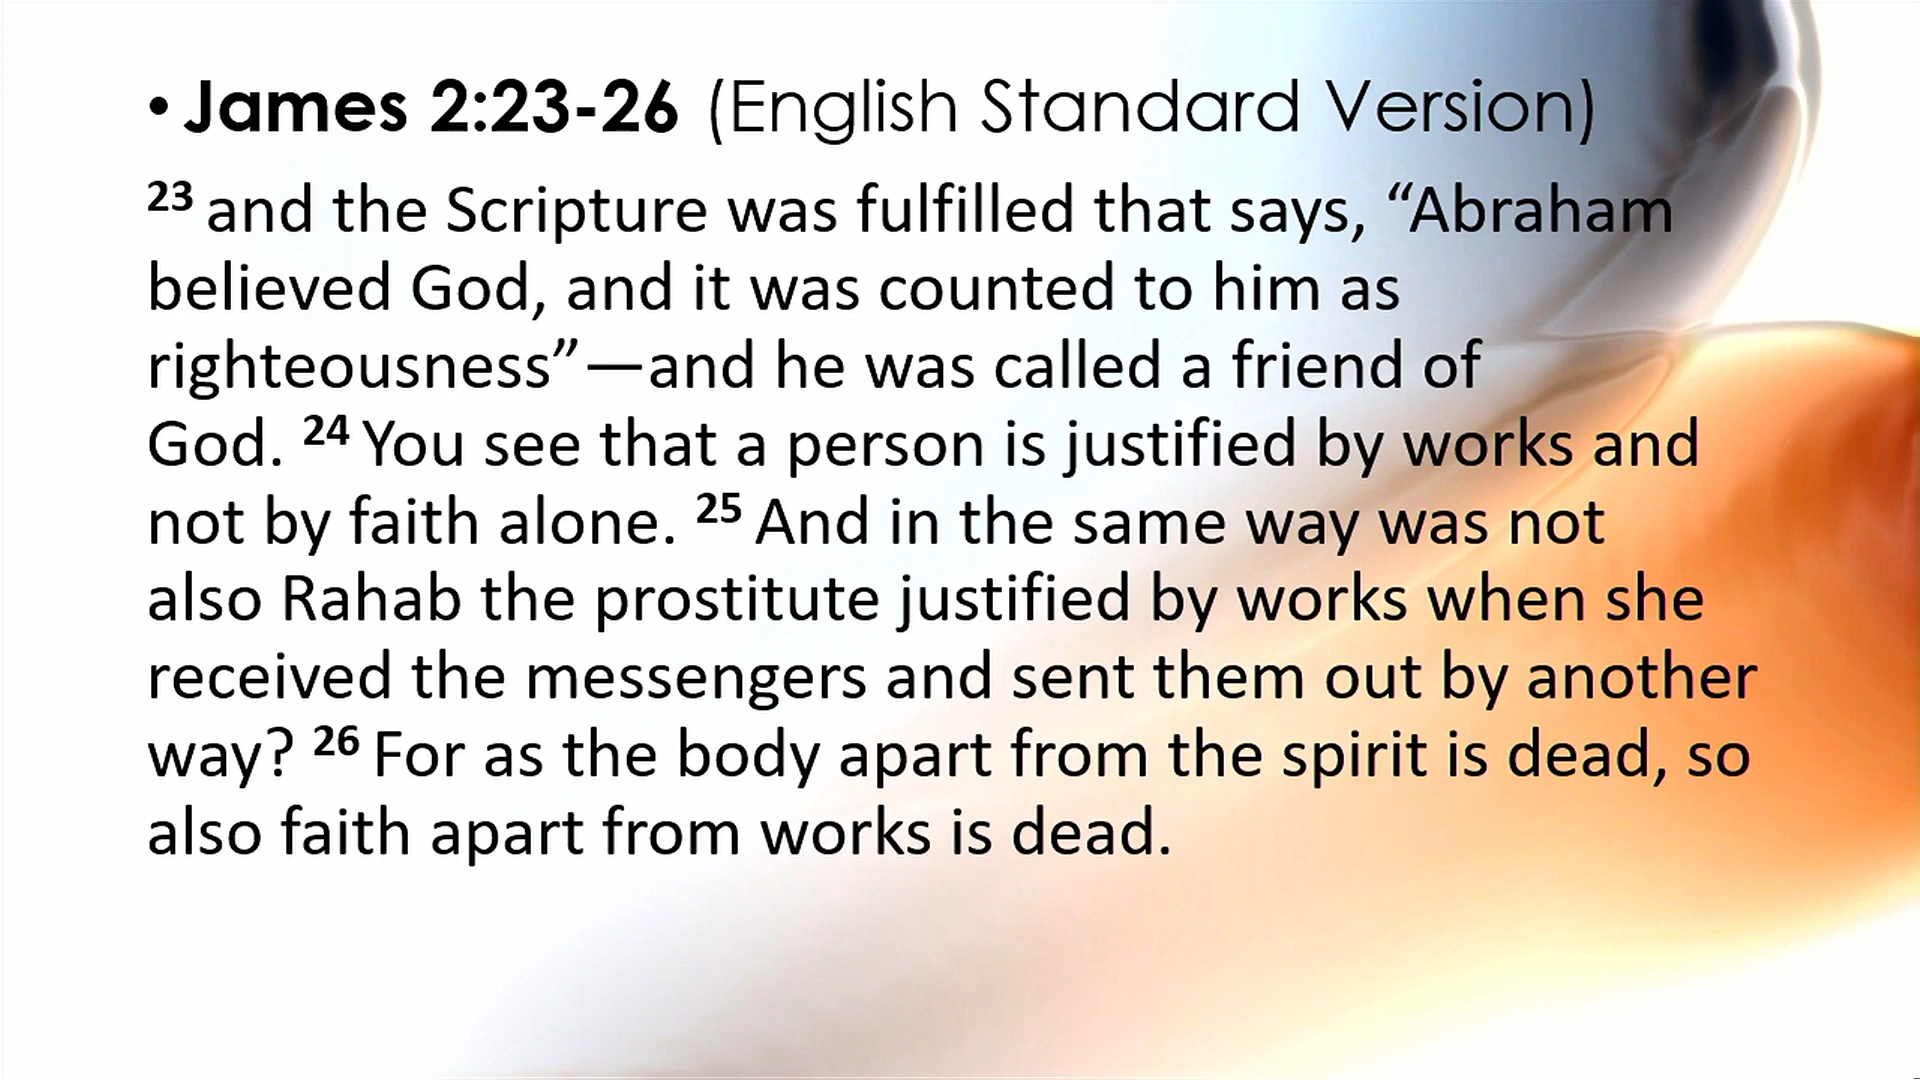 • James 2:23-26 (English Standard Version)
23 and the Scripture was fulfilled that says, “Abraham
believed God, and it was counted to him as
righteousness”—and he was called a friend of
God. 24 You see that a person is justified by works and
not by faith alone. 25 And in the same way was not
also Rahab the prostitute justified by works when she
received the messengers and sent them out by another
way? 26 For as the body apart from the spirit is dead, so
also faith apart from works is dead.